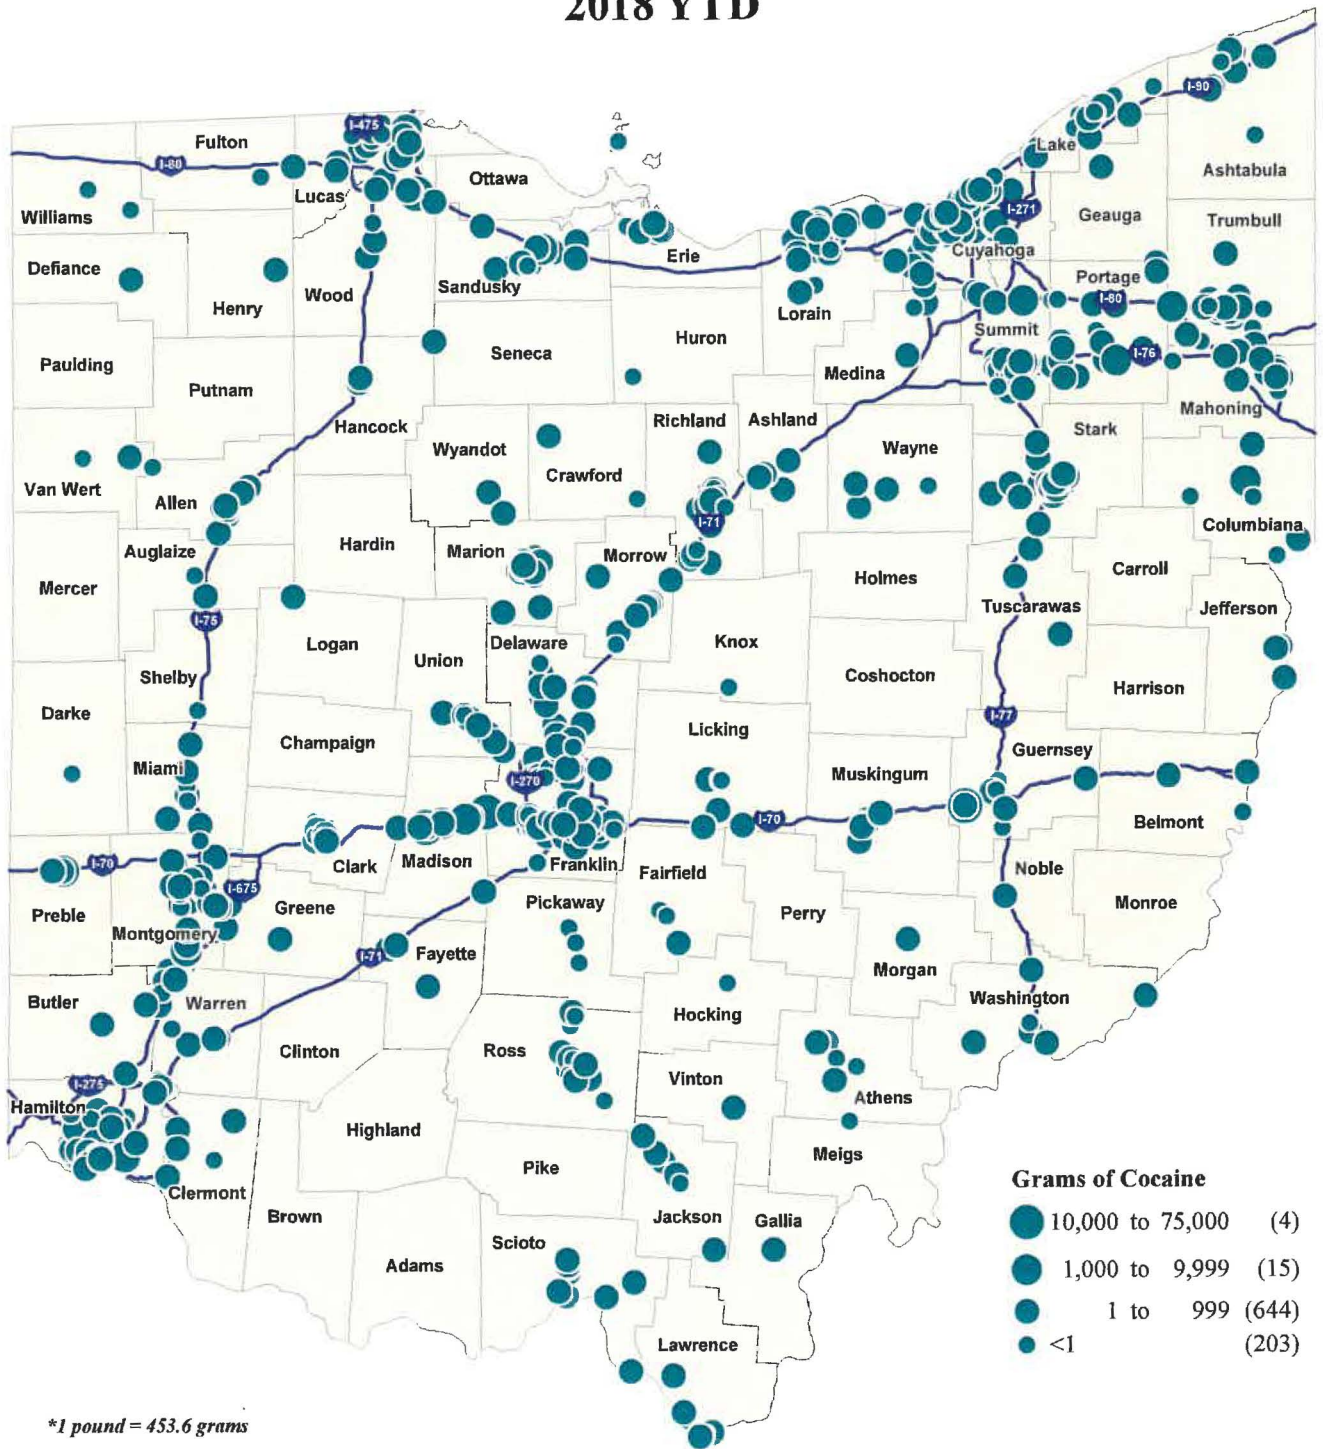 2018 YTD
I-90
I-475
Fulton
Lake
I-80
Ashtabula
Ottawa
Lucas
I-271
Williams
Geauga
Trumbull
Cuyahoga
Erie
Defiance
Portage
Sandusky
Wood
I-80
Henry
Lorain
Summit
Huron
Seneca
I-76
Paulding
Medina
Putnam
Mahoning
Richland
Ashland
Hancock
Stark
Wyandot
Wayne
Crawford
Van Wert
Allen
I-71
Columbiana
Hardin
Auglaize
Marion
Morrow
Carroll
Holmes
Mercer
Tuscarawas
Jefferson
I-75
Logan
Delaware
Knox
Union
Shelby
Coshocton
Harrison
Darke
I-77
Licking
Champaign
Guernsey
Miami
Muskingum
I-270
I-70
Belmont
I-70
Clark
Madison
Franklin
Fairfield
Noble
I-675
Greene
Pickaway
Monroe
Preble
Perry
Montgomery
I-71
Fayette
Morgan
Butler
Warren
Washington
Hocking
Clinton
Ross
Vinton
I-275
Hamilton
Athens
Highland
Meigs
Pike
Clermont
Brown
Jackson
Gallia
Scioto
Adams
Lawrence
Grams of Cocaine
10,000 to 75,000 (4)
1,000 to 9,999 (15)
1 to 999 (644)
<1 (203)
*1 pound = 453.6 grams